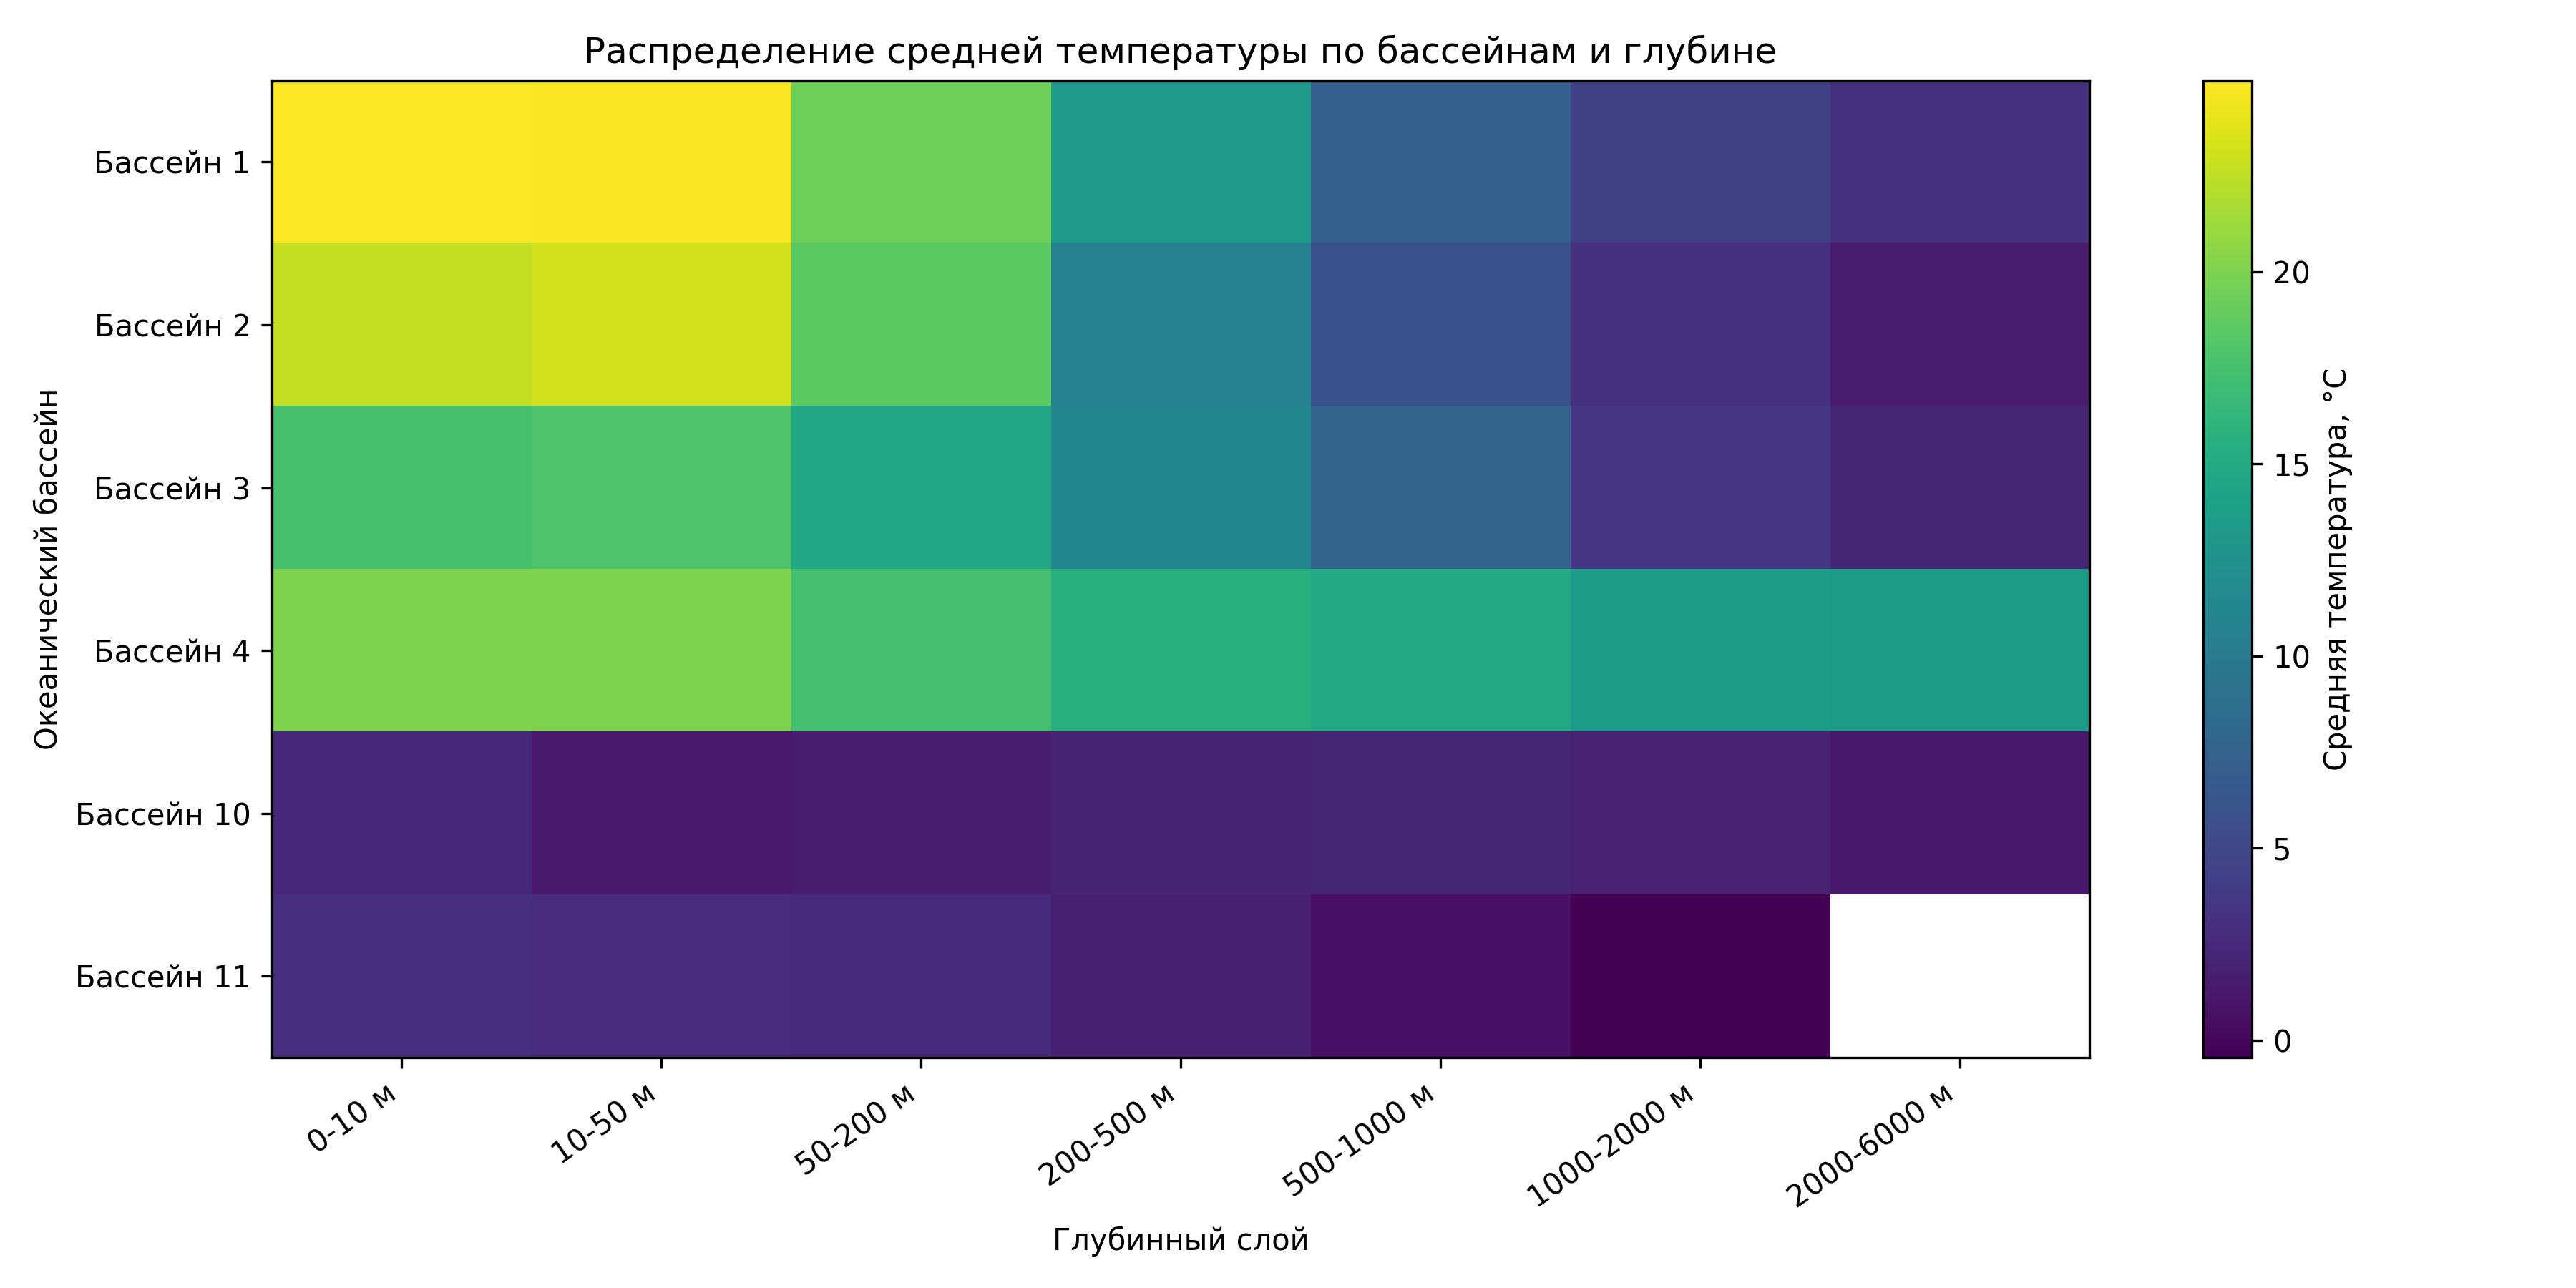 Распределение средней температуры по бассейнам и глубине
Океанический бассейн
Бассейн 1
Бассейн 2
Бассейн 3
Бассейн 4
Бассейн 10
Бассейн 11
0-10 м
10-50 м
50-200 м
200-500 м
500-1000 м
1000-2000 м
2000-6000 м
Глубинный слой
20
15
10
5
0
Средняя температура, °C